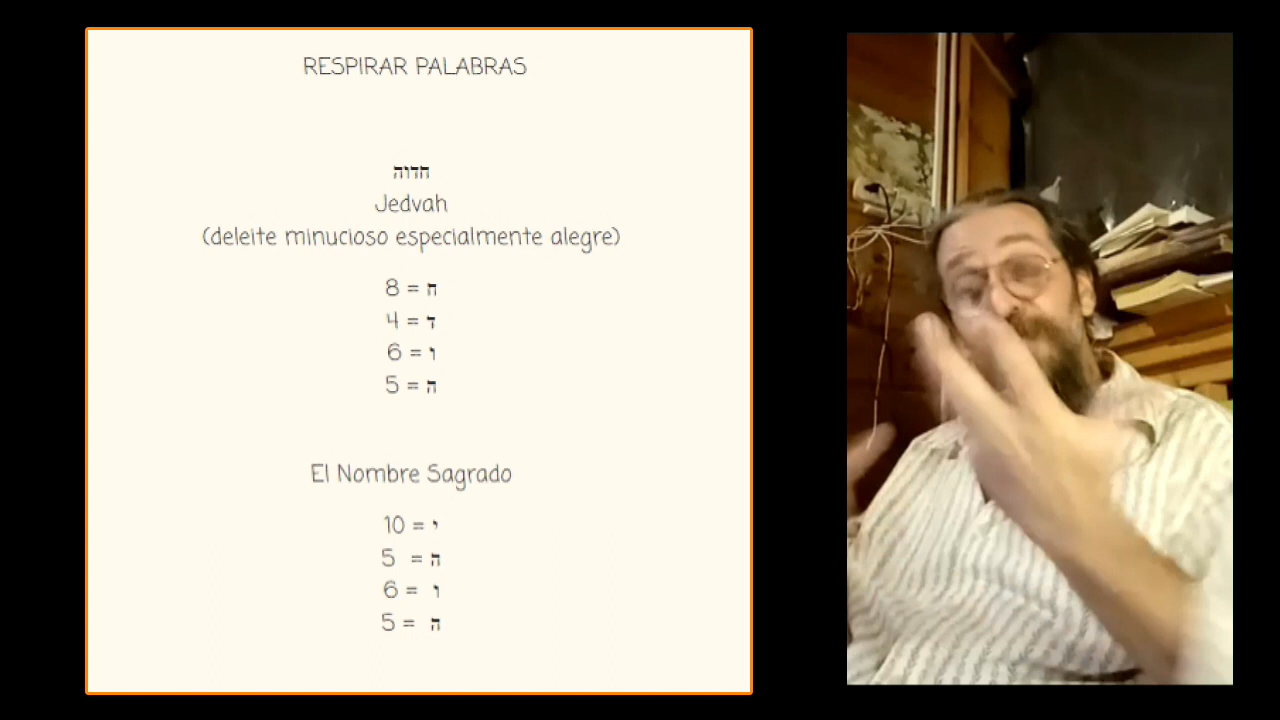 RESPIRAR PALABRAS
חדוה
Jedvah
(deleite minucioso especialmente alegre)
8 = ח
4 = ד
6 = ו
5 = ה
El Nombre Sagrado
10 = י
5 = ה
6 = ו
5 = ה